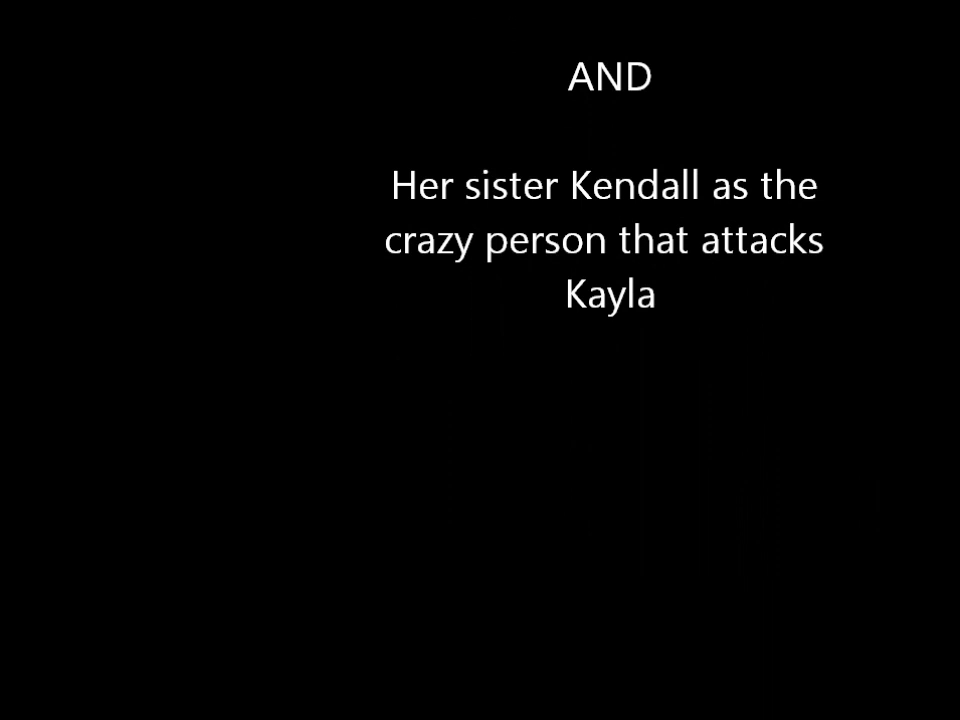 AND
Her sister Kendall as the
crazy person that attacks
Kayla